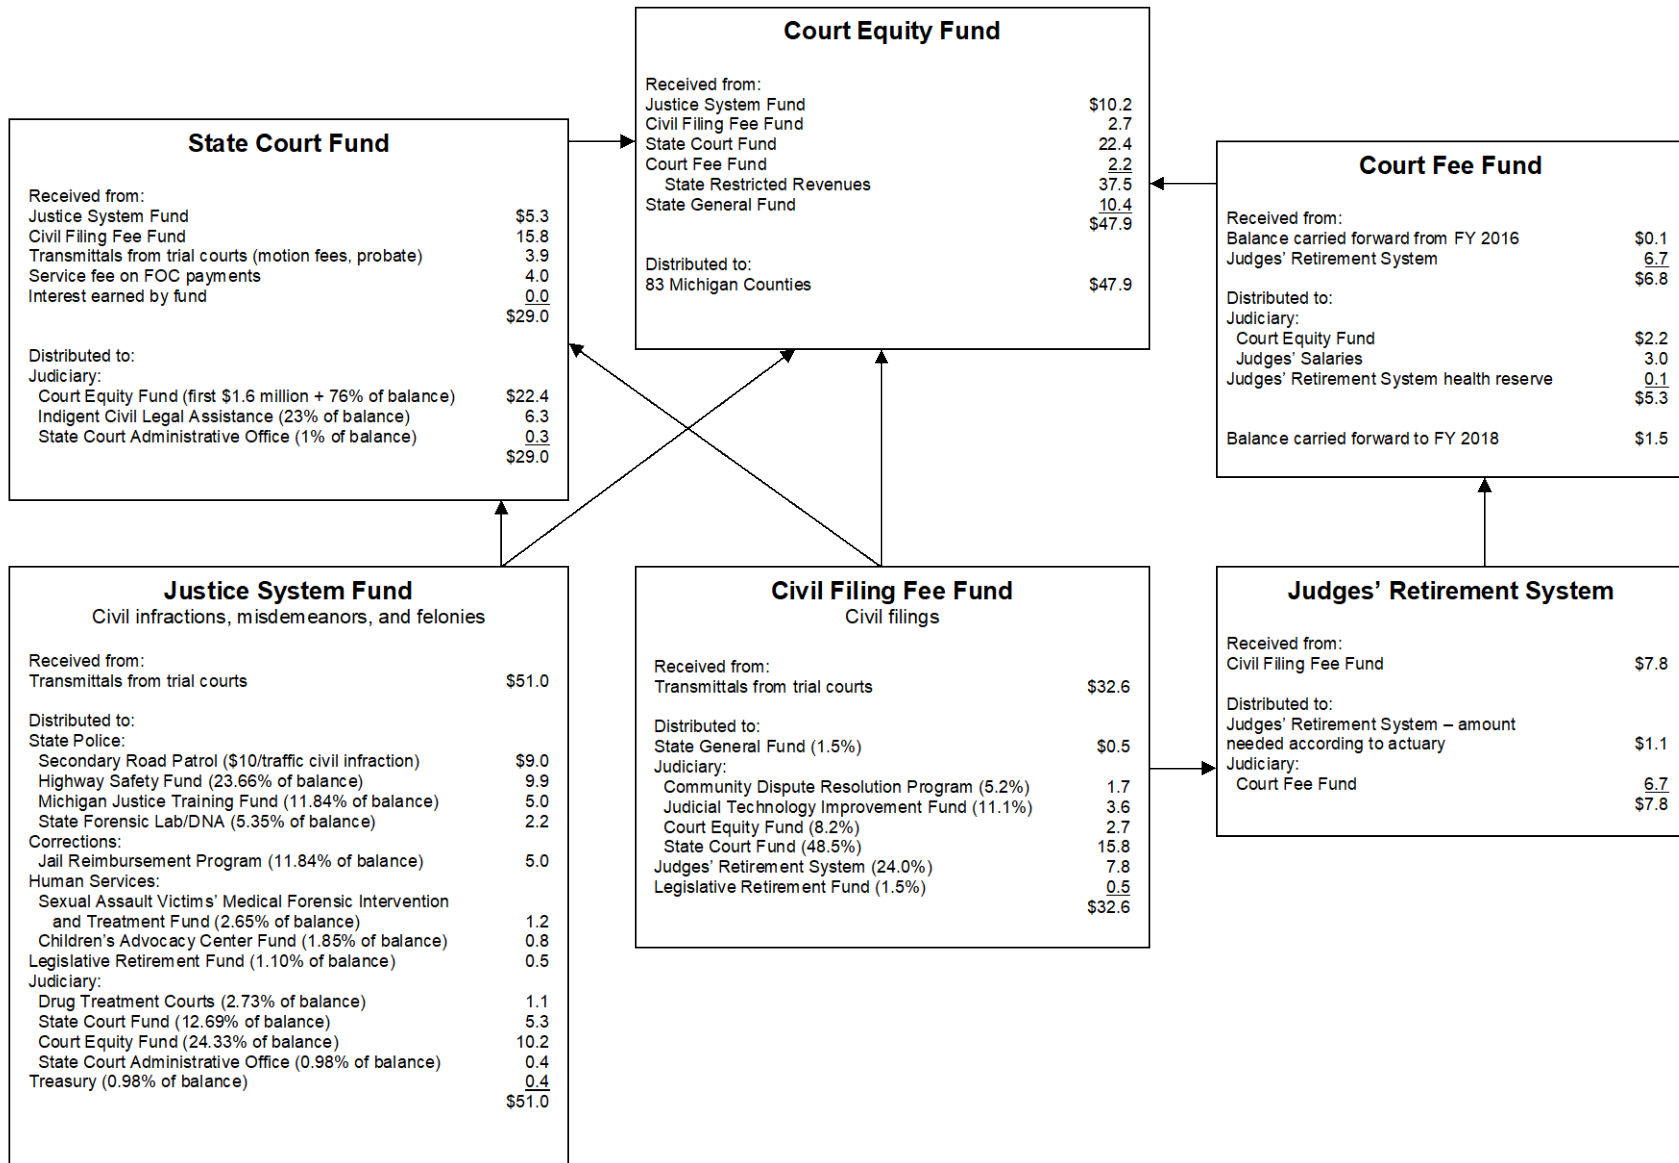 Court Equity Fund
Received from:
Justice System Fund $10.2
Civil Filing Fee Fund 2.7
State Court Fund 22.4
Court Fee Fund 2.2
State Restricted Revenues 37.5
State General Fund 10.4
$47.9
Distributed to:
83 Michigan Counties $47.9
State Court Fund
Received from:
Justice System Fund $5.3
Civil Filing Fee Fund 15.8
Transmittals from trial courts (motion fees, probate) 3.9
Service fee on FOC payments 4.0
Interest earned by fund 0.0
$29.0
Distributed to:
Judiciary:
Court Equity Fund (first $1.6 million + 76% of balance) $22.4
Indigent Civil Legal Assistance (23% of balance) 6.3
State Court Administrative Office (1% of balance) 0.3
$29.0
Court Fee Fund
Received from:
Balance carried forward from FY 2016 $0.1
Judges' Retirement System 6.7
$6.8
Distributed to:
Judiciary:
Court Equity Fund $2.2
Judges' Salaries 3.0
Judges' Retirement System health reserve 0.1
$5.3
Balance carried forward to FY 2018 $1.5
Justice System Fund
Civil infractions, misdemeanors, and felonies
Received from:
Transmittals from trial courts $51.0
Distributed to:
State Police:
Secondary Road Patrol ($10/traffic civil infraction) $9.0
Highway Safety Fund (23.66% of balance) 9.9
Michigan Justice Training Fund (11.84% of balance) 5.0
State Forensic Lab/DNA (5.35% of balance) 2.2
Corrections:
Jail Reimbursement Program (11.84% of balance) 5.0
Human Services:
Sexual Assault Victims' Medical Forensic Intervention
and Treatment Fund (2.65% of balance) 1.2
Children's Advocacy Center Fund (1.85% of balance) 0.8
Legislative Retirement Fund (1.10% of balance) 0.5
Judiciary:
Drug Treatment Courts (2.73% of balance) 1.1
State Court Fund (12.69% of balance) 5.3
Court Equity Fund (24.33% of balance) 10.2
State Court Administrative Office (0.98% of balance) 0.4
Treasury (0.98% of balance) 0.4
$51.0
Civil Filing Fee Fund
Civil filings
Received from:
Transmittals from trial courts $32.6
Distributed to:
State General Fund (1.5%) $0.5
Judiciary:
Community Dispute Resolution Program (5.2%) 1.7
Judicial Technology Improvement Fund (11.1%) 3.6
Court Equity Fund (8.2%) 2.7
State Court Fund (48.5%) 15.8
Judges' Retirement System (24.0%) 7.8
Legislative Retirement Fund (1.5%) 0.5
$32.6
Judges' Retirement System
Received from:
Civil Filing Fee Fund $7.8
Distributed to:
Judges' Retirement System – amount
needed according to actuary $1.1
Judiciary:
Court Fee Fund 6.7
$7.8